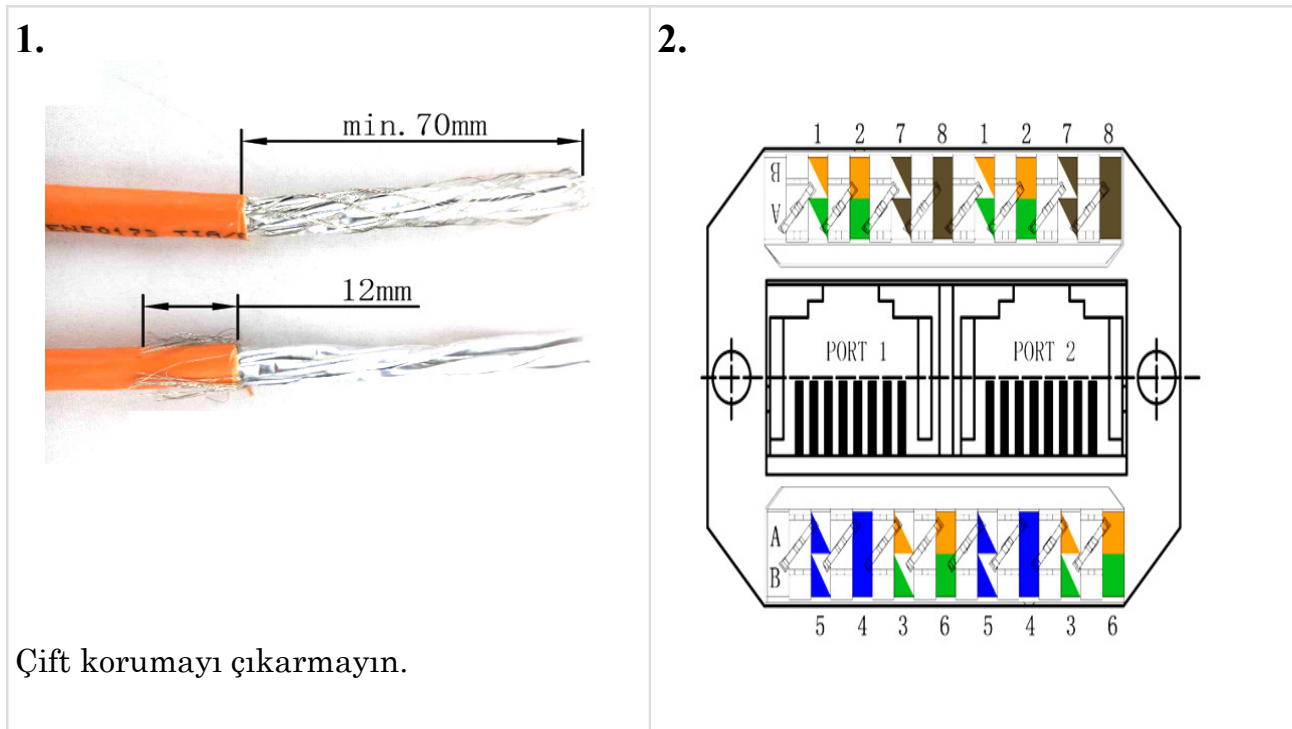 1.
min.70mm
12mm
Çift korumayı çıkarmayın.
2.
1 2 7 8 1 2 7 8
B
A
PORT 1 PORT 2
A
B
5 4 3 6 5 4 3 6